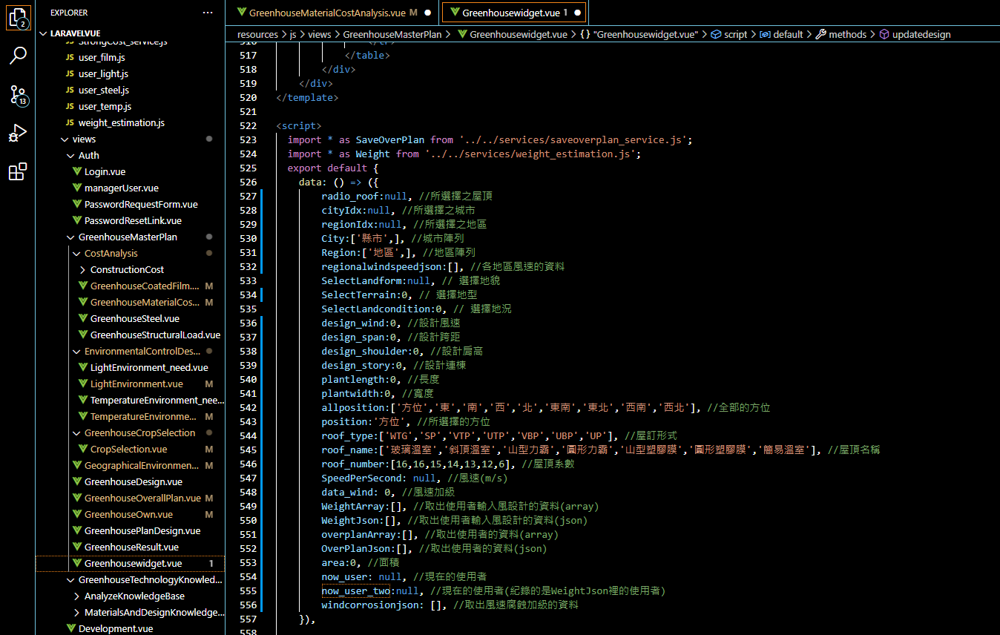 EXPLORER
LARAVELVUE
StrongCost_service.js
JS user_film.js
JS user_light.js
JS user_steel.js
JS user_temp.js
JS weight_estimation.js
views
Auth
Login.vue
managerUser.vue
PasswordRequestForm.vue
PasswordResetLink.vue
GreenhouseMasterPlan
CostAnalysis
ConstructionCost
GreenhouseCoatedFilm.... M
GreenhouseMaterialCos... M
GreenhouseSteel.vue
GreenhouseStructuralLoad.vue
EnvironmentalControlDes...
LightEnvironment_need.vue
LightEnvironment.vue M
TemperatureEnvironment_nee...
TemperatureEnvironme... M
GreenhouseCropSelection
CropSelection.vue M
GeographicalEnvironmen... M
GreenhouseDesign.vue
GreenhouseOverallPlan.vue M
GreenhouseOwn.vue M
GreenhousePlanDesign.vue
GreenhouseResult.vue
Greenhousewidget.vue 1
GreenhouseTechnologyKnowled...
AnalyzeKnowledgeBase
MaterialsAndDesignKnowledge...
Development.vue
2
13
GreenhouseMaterialCostAnalysis.vue M
Greenhousewidget.vue 1
resources > js > views > GreenhouseMasterPlan > Greenhousewidget.vue > {} "Greenhousewidget.vue" > script > default > methods > updatedesign
516 </tr>
517 </table>
518 </div>
519 </div>
520 </template>
521
522 <script>
523 import * as SaveOverPlan from '../../services/saveoverplan_service.js';
524 import * as Weight from '../../services/weight_estimation.js';
525 export default {
526 data: () => ({
527 radio_roof:null, //所選擇之屋頂
528 cityIdx:null, //所選擇之城市
529 regionIdx:null, //所選擇之地區
530 City:['縣市',], //城市陣列
531 Region:['地區',], //地區陣列
532 regionalwindspeedjson:[], //各地區風速的資料
533 SelectLandform:null, // 選擇地貌
534 SelectTerrain:0, // 選擇地型
535 SelectLandcondition:0, // 選擇地況
536 design_wind:0, //設計風速
537 design_span:0, //設計跨距
538 design_shoulder:0, //設計肩高
539 design_story:0, //設計連棟
540 plantlength:0, //長度
541 plantwidth:0, //寬度
542 allposition:['方位','東','南','西','北','東南','東北','西南','西北'], //全部的方位
543 position:'方位', //所選擇的方位
544 roof_type:['WTG','SP','VTP','UTP','VBP','UBP','UP'], //屋訂形式
545 roof_name:['玻璃溫室','斜頂溫室','山型力霸','圓形力霸','山型塑膠膜','圓形塑膠膜','簡易溫室'], //屋頂名稱
546 roof_number:[16,16,15,14,13,12,6], //屋頂系數
547 SpeedPerSecond: null, //風速(m/s)
548 data_wind: 0, //風速加級
549 WeightArray:[], //取出使用者輸入風設計的資料(array)
550 WeightJson:[], //取出使用者輸入風設計的資料(json)
551 overplanArray:[], //取出使用者的資料(array)
552 OverPlanJson:[], //取出使用者的資料(json)
553 area:0, //面積
554 now_user: null, //現在的使用者
555 now_user_two:null, //現在的使用者(紀錄的是WeightJson裡的使用者)
556 windcorrosionjson: [], //取出風速腐蝕加級的資料
557 }),
558